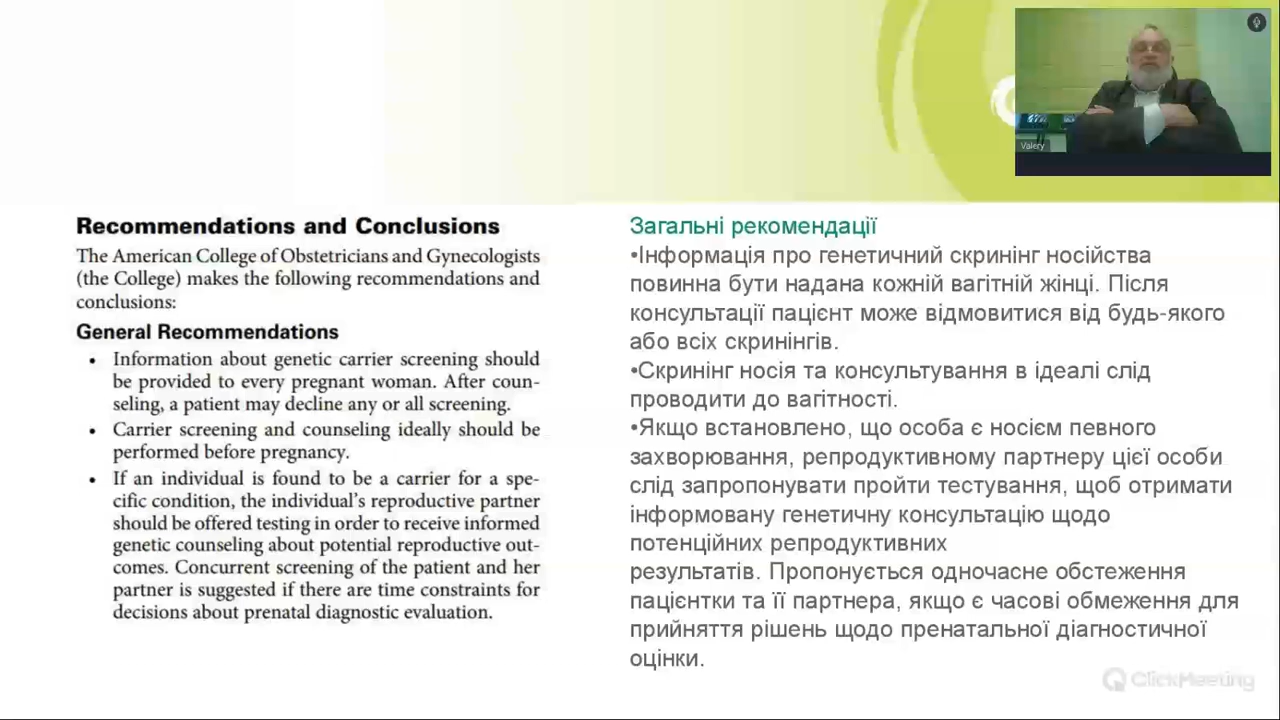 Valery
Recommendations and Conclusions
The American College of Obstetricians and Gynecologists
(the College) makes the following recommendations and
conclusions:
General Recommendations
• Information about genetic carrier screening should
be provided to every pregnant woman. After coun-
seling, a patient may decline any or all screening.
• Carrier screening and counseling ideally should be
performed before pregnancy.
• If an individual is found to be a carrier for a spe-
cific condition, the individual's reproductive partner
should be offered testing in order to receive informed
genetic counseling about potential reproductive out-
comes. Concurrent screening of the patient and her
partner is suggested if there are time constraints for
decisions about prenatal diagnostic evaluation.
Загальні рекомендації
•Інформація про генетичний скринінг носійства
повинна бути надана кожній вагітній жінці. Після
консультації пацієнт може відмовитися від будь-якого
або всіх скринінгів.
•Скринінг носія та консультування в ідеалі слід
проводити до вагітності.
•Якщо встановлено, що особа є носієм певного
захворювання, репродуктивному партнеру цієї особи
слід запропонувати пройти тестування, щоб отримати
інформовану генетичну консультацію щодо
потенційних репродуктивних
результатів. Пропонується одночасне обстеження
пацієнтки та її партнера, якщо є часові обмеження для
прийняття рішень щодо пренатальної діагностичної
оцінки.
ClickMeeting